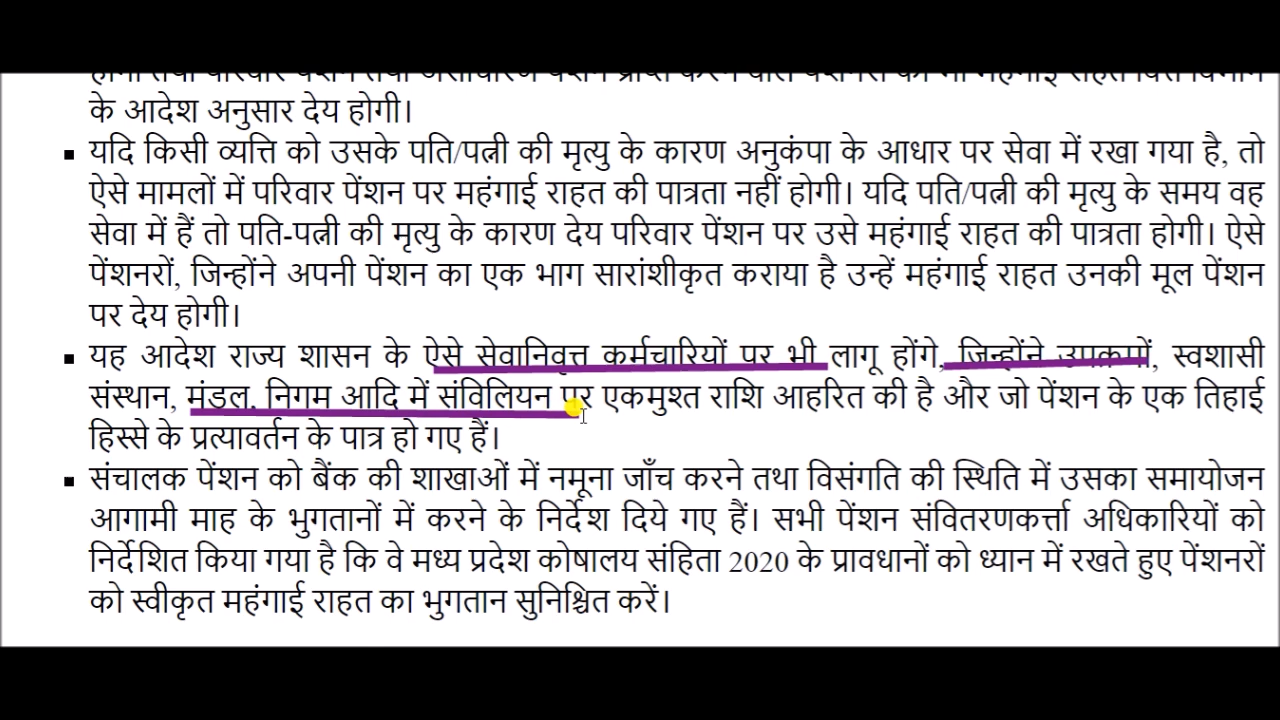 के आदेश अनुसार देय होगी।
▪ यदि किसी व्यत्ति को उसके पति/पत्नी की मृत्यु के कारण अनुकंपा के आधार पर सेवा में रखा गया है, तो
ऐसे मामलों में परिवार पेंशन पर महंगाई राहत की पात्रता नहीं होगी। यदि पति/पत्नी की मृत्यु के समय वह
सेवा में हैं तो पति-पत्नी की मृत्यु के कारण देय परिवार पेंशन पर उसे महंगाई राहत की पात्रता होगी। ऐसे
पेंशनरों, जिन्होंने अपनी पेंशन का एक भाग सारांशीकृत कराया है उन्हें महंगाई राहत उनकी मूल पेंशन
पर देय होगी।
▪ यह आदेश राज्य शासन के ऐसे सेवानिवृत्त कर्मचारियों पर भी लागू होंगे, जिन्होंने उपक्रमों, स्वशासी
संस्थान, मंडल, निगम आदि में संविलियन पर एकमुश्त राशि आहरित की है और जो पेंशन के एक तिहाई
हिस्से के प्रत्यावर्तन के पात्र हो गए हैं।
▪ संचालक पेंशन को बैंक की शाखाओं में नमूना जाँच करने तथा विसंगति की स्थिति में उसका समायोजन
आगामी माह के भुगतानों में करने के निर्देश दिये गए हैं। सभी पेंशन संवितरणकर्त्ता अधिकारियों को
निर्देशित किया गया है कि वे मध्य प्रदेश कोषालय संहिता 2020 के प्रावधानों को ध्यान में रखते हुए पेंशनरों
को स्वीकृत महंगाई राहत का भुगतान सुनिश्चित करें।